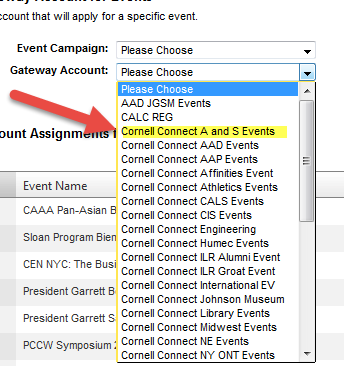 count that will apply for a specific event.
Event Campaign: Please Choose
Gateway Account: Please Choose
Please Choose
AAD JGSM Events
CALC REG
Cornell Connect A and S Events
Cornell Connect AAD Events
Cornell Connect AAP Events
Cornell Connect Affinities Event
Cornell Connect Athletics Events
Cornell Connect CALS Events
Cornell Connect CIS Events
Cornell Connect Engineering
Cornell Connect Humec Events
Cornell Connect ILR Alumni Event
Cornell Connect ILR Groat Event
Cornell Connect International EV
Cornell Connect Johnson Museum
Cornell Connect Library Events
Cornell Connect Midwest Events
Cornell Connect NE Events
Cornell Connect NY ONT Events
ount Assignments
Event Name
CAAA Pan-Asian B
Sloan Program Bien
CEN NYC: The Busi
President Garrett B
President Garrett S
PCCW Symposium 2